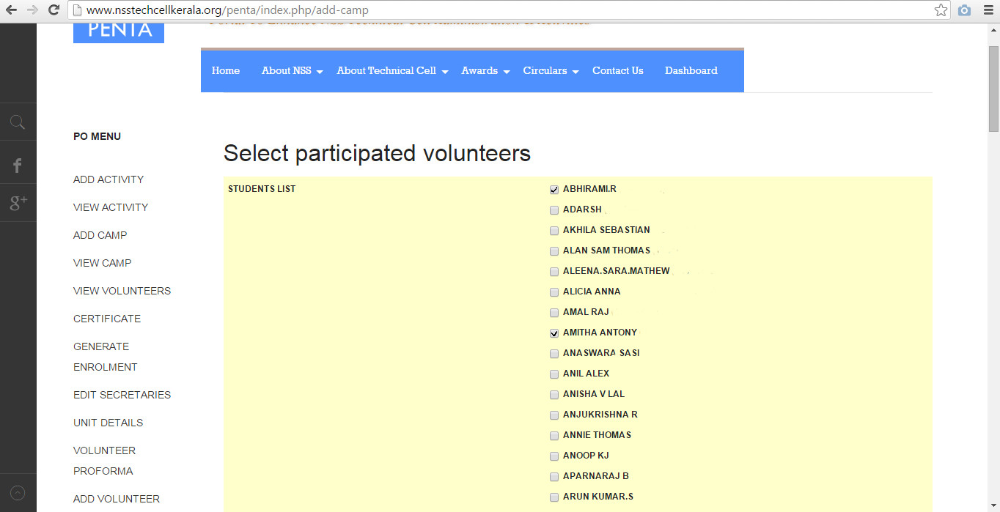 www.nsstechcellkerala.org/penta/index.php/add-camp
PENTA
Home About NSS About Technical Cell Awards Circulars Contact Us Dashboard
f
g+
PO MENU
ADD ACTIVITY
VIEW ACTIVITY
ADD CAMP
VIEW CAMP
VIEW VOLUNTEERS
CERTIFICATE
GENERATE
ENROLMENT
EDIT SECRETARIES
UNIT DETAILS
VOLUNTEER
PROFORMA
ADD VOLUNTEER
Select participated volunteers
STUDENTS LIST
ABHIRAMI.R
ADARSH
AKHILA SEBASTIAN
ALAN SAM THOMAS
ALEENA.SARA.MATHEW
ALICIA ANNA
AMAL RAJ
AMITHA ANTONY
ANASWARA SASI
ANIL ALEX
ANISHA V LAL
ANJUKRISHNA R
ANNIE THOMAS
ANOOP KJ
APARNARAJ B
ARUN KUMAR.S